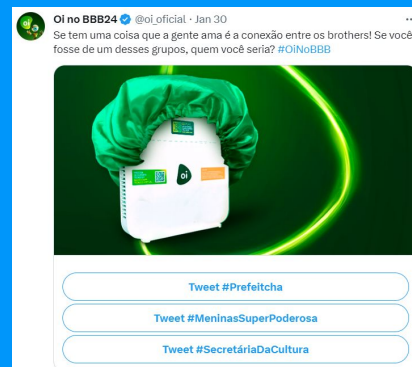 Oi no BBB24 @oi_oficial · Jan 30
Se tem uma coisa que a gente ama é a conexão entre os brothers! Se você
fosse de um desses grupos, quem você seria? #OiNoBBB
oi
Tweet #Prefeitcha
Tweet #MeninasSuperPoderosa
Tweet #SecretáriaDaCultura